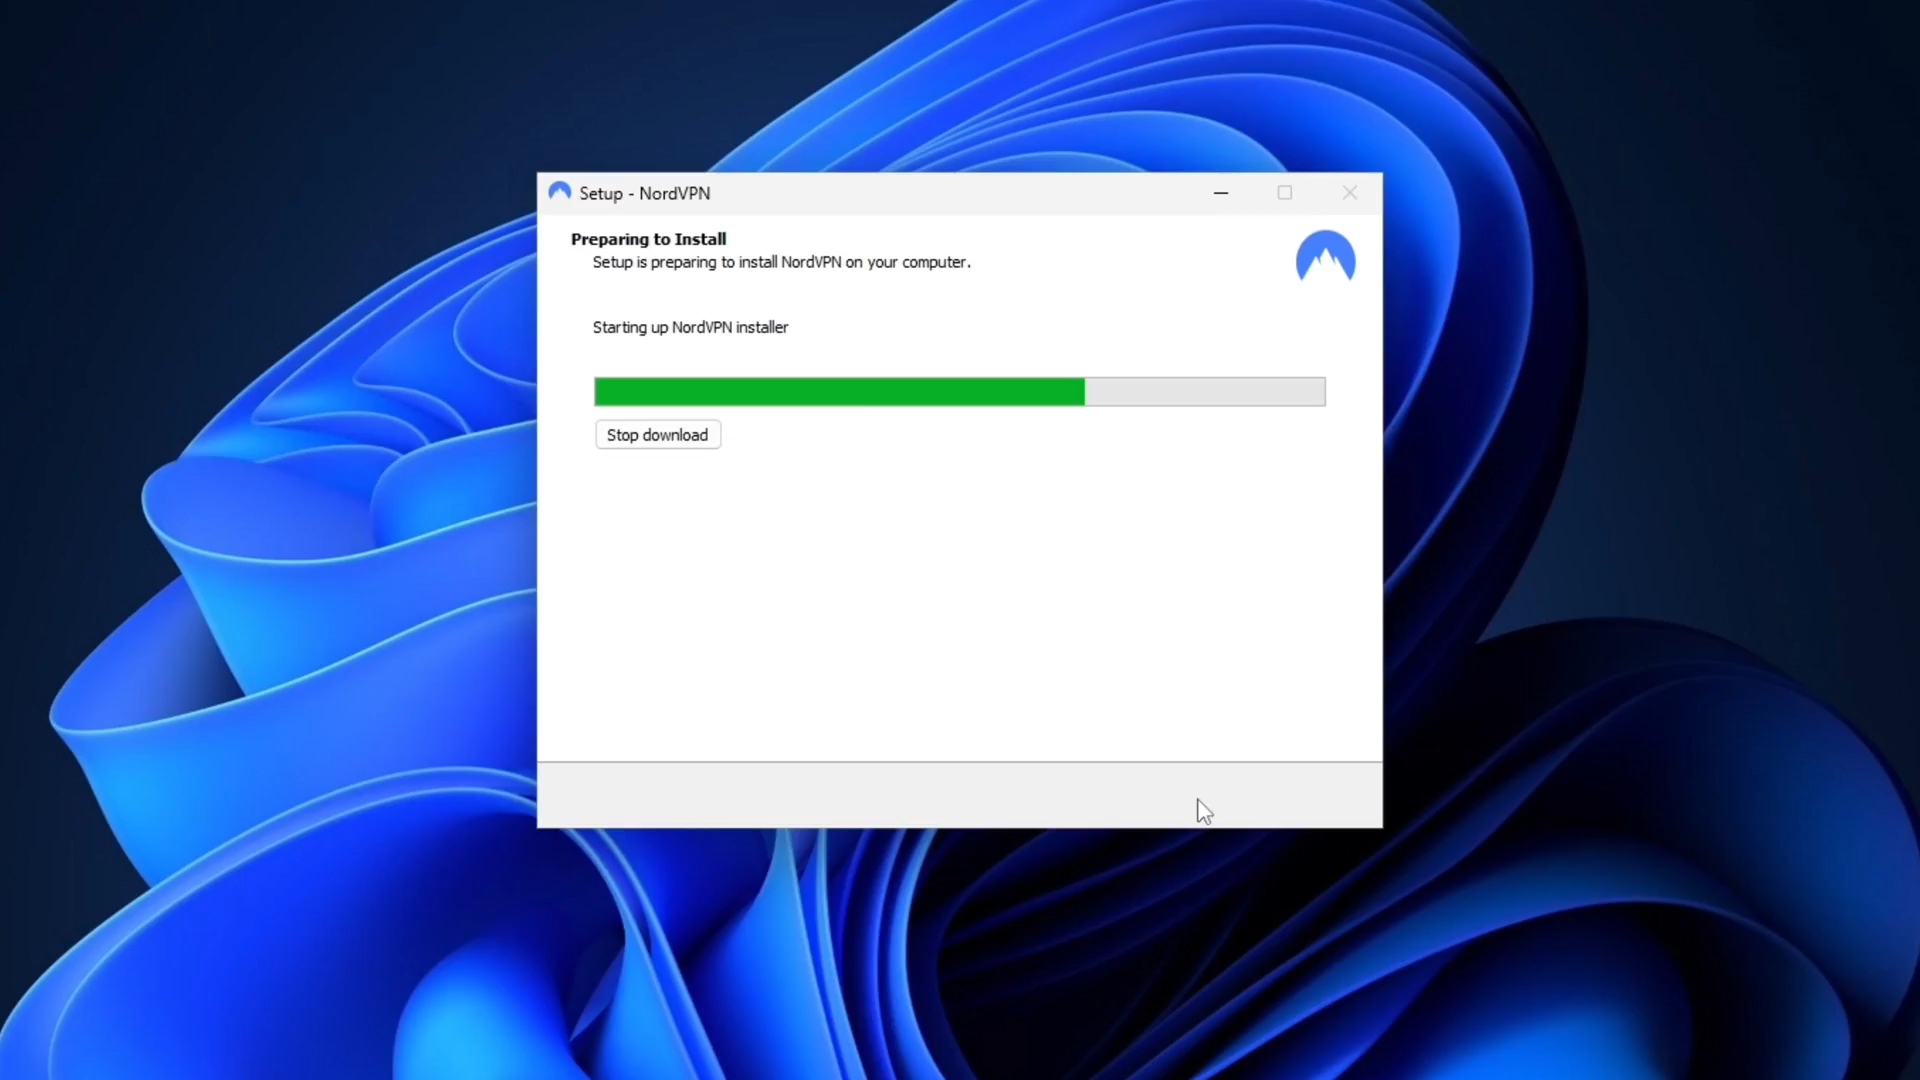 Setup - NordVPN
Preparing to Install
Setup is preparing to install NordVPN on your computer.
Starting up NordVPN installer
Stop download